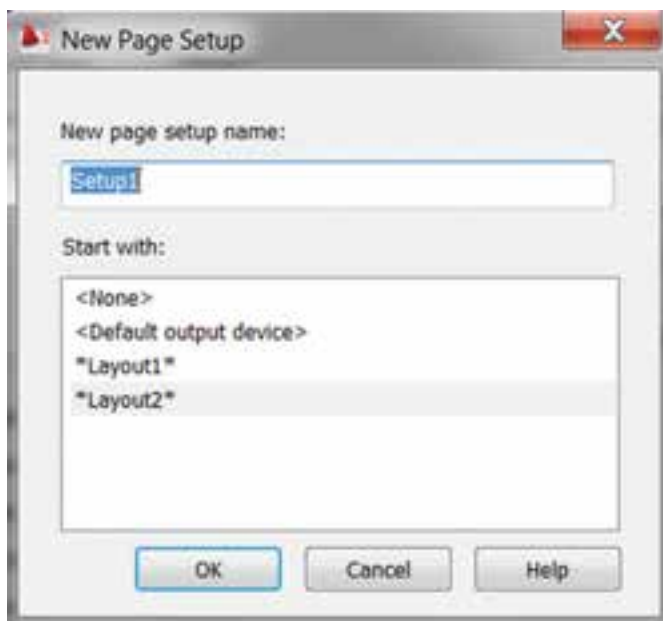 New Page Setup
New page setup name:
Setup1
Start with:
<None>
<Default output device>
*Layout1*
*Layout2*
OK Cancel Help